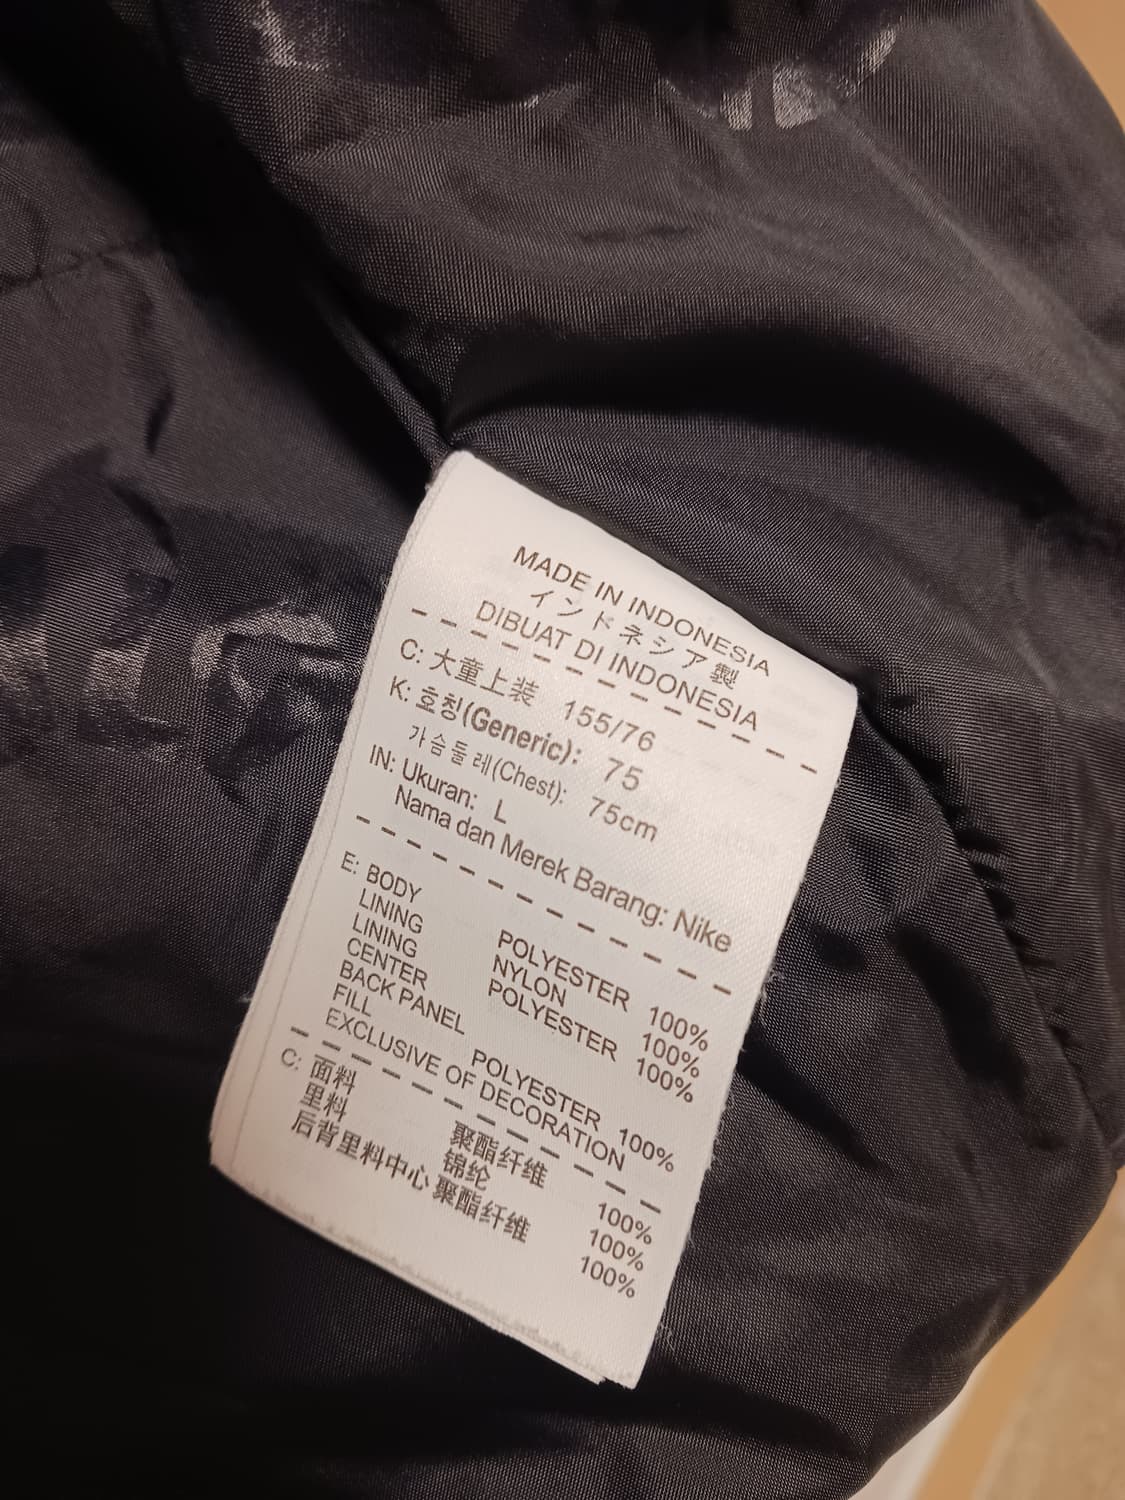 MADE IN INDONESIA
インドネシア製
DIBUAT DI INDONESIA
C: 大童上装 155/76
K: 호칭(Generic): 75
가슴둘레(Chest): 75cm
IN: Ukuran: L
Nama dan Merek Barang: Nike
E: BODY POLYESTER 100%
LINING NYLON 100%
LINING POLYESTER 100%
CENTER
BACK PANEL
FILL POLYESTER 100%
EXCLUSIVE OF DECORATION
C: 面料 聚酯纤维 100%
里料 锦纶 100%
后背里料中心 聚酯纤维 100%